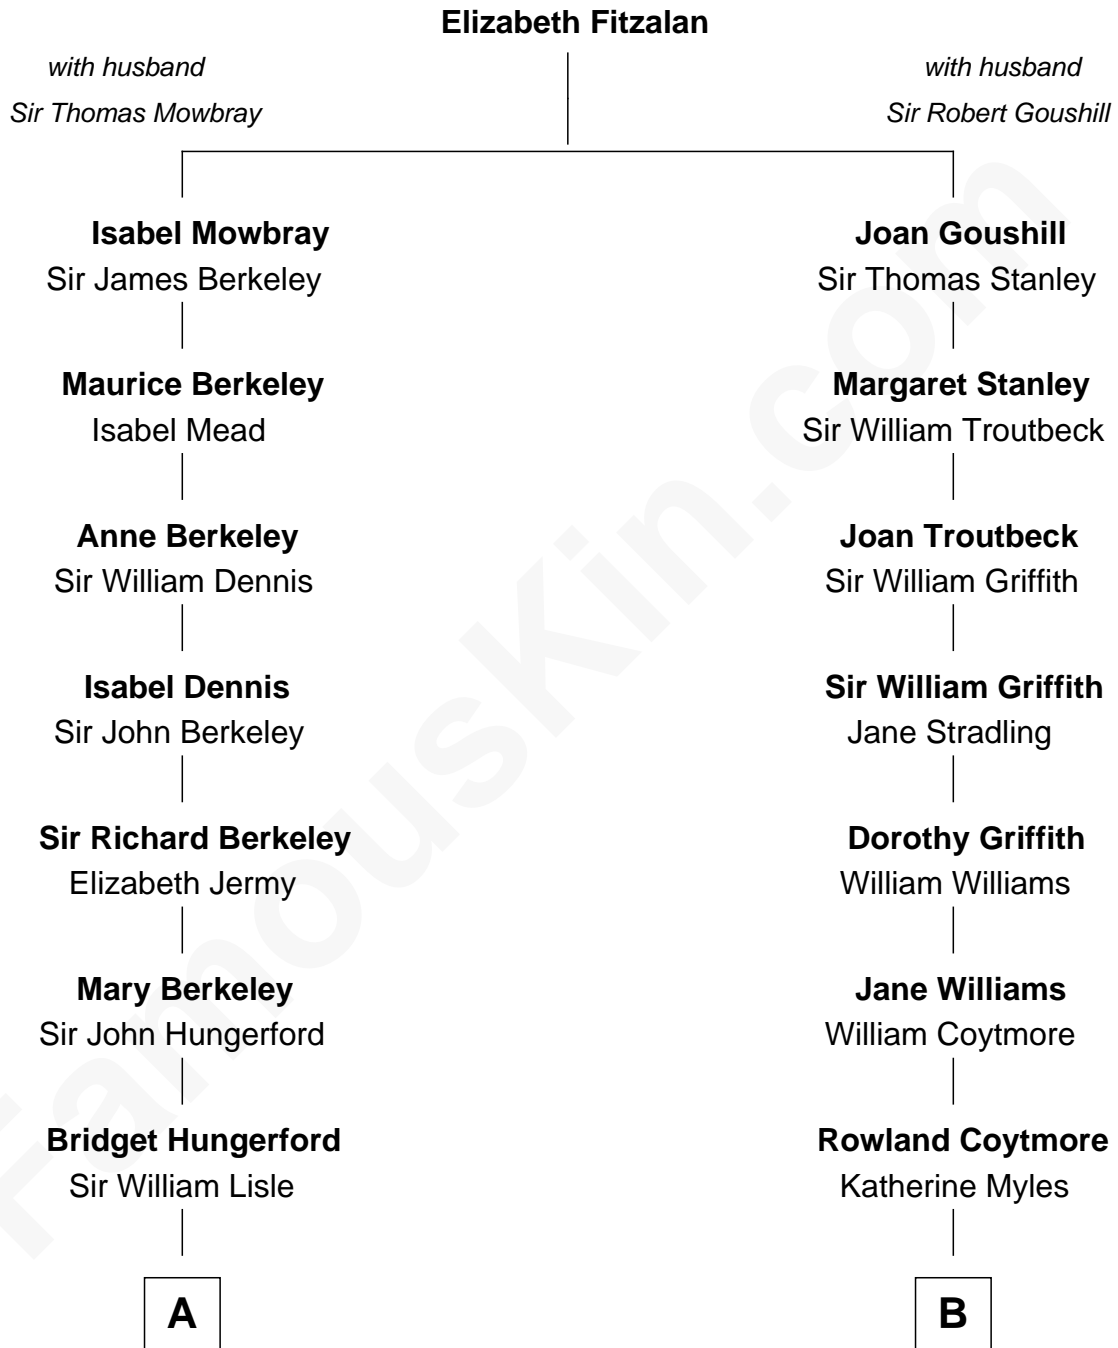 Elizabeth Fitzalan
with husband
Sir Thomas Mowbray
with husband
Sir Robert Goushill
Isabel Mowbray
Sir James Berkeley
Joan Goushill
Sir Thomas Stanley
Maurice Berkeley
Isabel Mead
Margaret Stanley
Sir William Troutbeck
Anne Berkeley
Sir William Dennis
Joan Troutbeck
Sir William Griffith
Isabel Dennis
Sir John Berkeley
Sir William Griffith
Jane Stradling
Sir Richard Berkeley
Elizabeth Jermy
Dorothy Griffith
William Williams
Mary Berkeley
Sir John Hungerford
Jane Williams
William Coytmore
Bridget Hungerford
Sir William Lisle
Rowland Coytmore
Katherine Myles
A
B
FamousKin.com